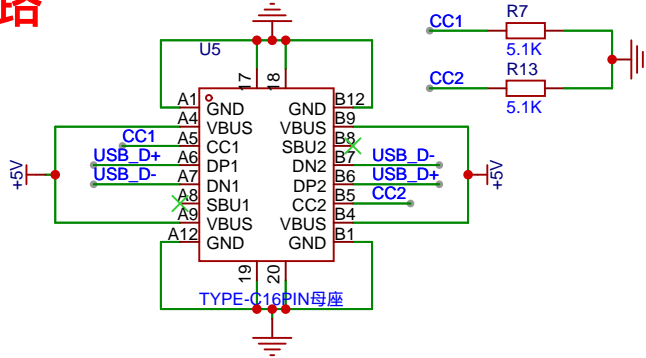 路
CC1
R7
5.1K
CC2
R13
5.1K
U5
17
18
A1
GND
GND
B12
A4
VBUS
VBUS
B9
CC1
A5
CC1
SBU2
B8
USB_D+
A6
DP1
DN2
B7
USB_D-
USB_D-
A7
DN1
DP2
B6
USB_D+
A8
SBU1
CC2
B5
CC2
A9
VBUS
VBUS
B4
A12
GND
GND
B1
+5V
+5V
19
20
TYPE-C16PIN母座